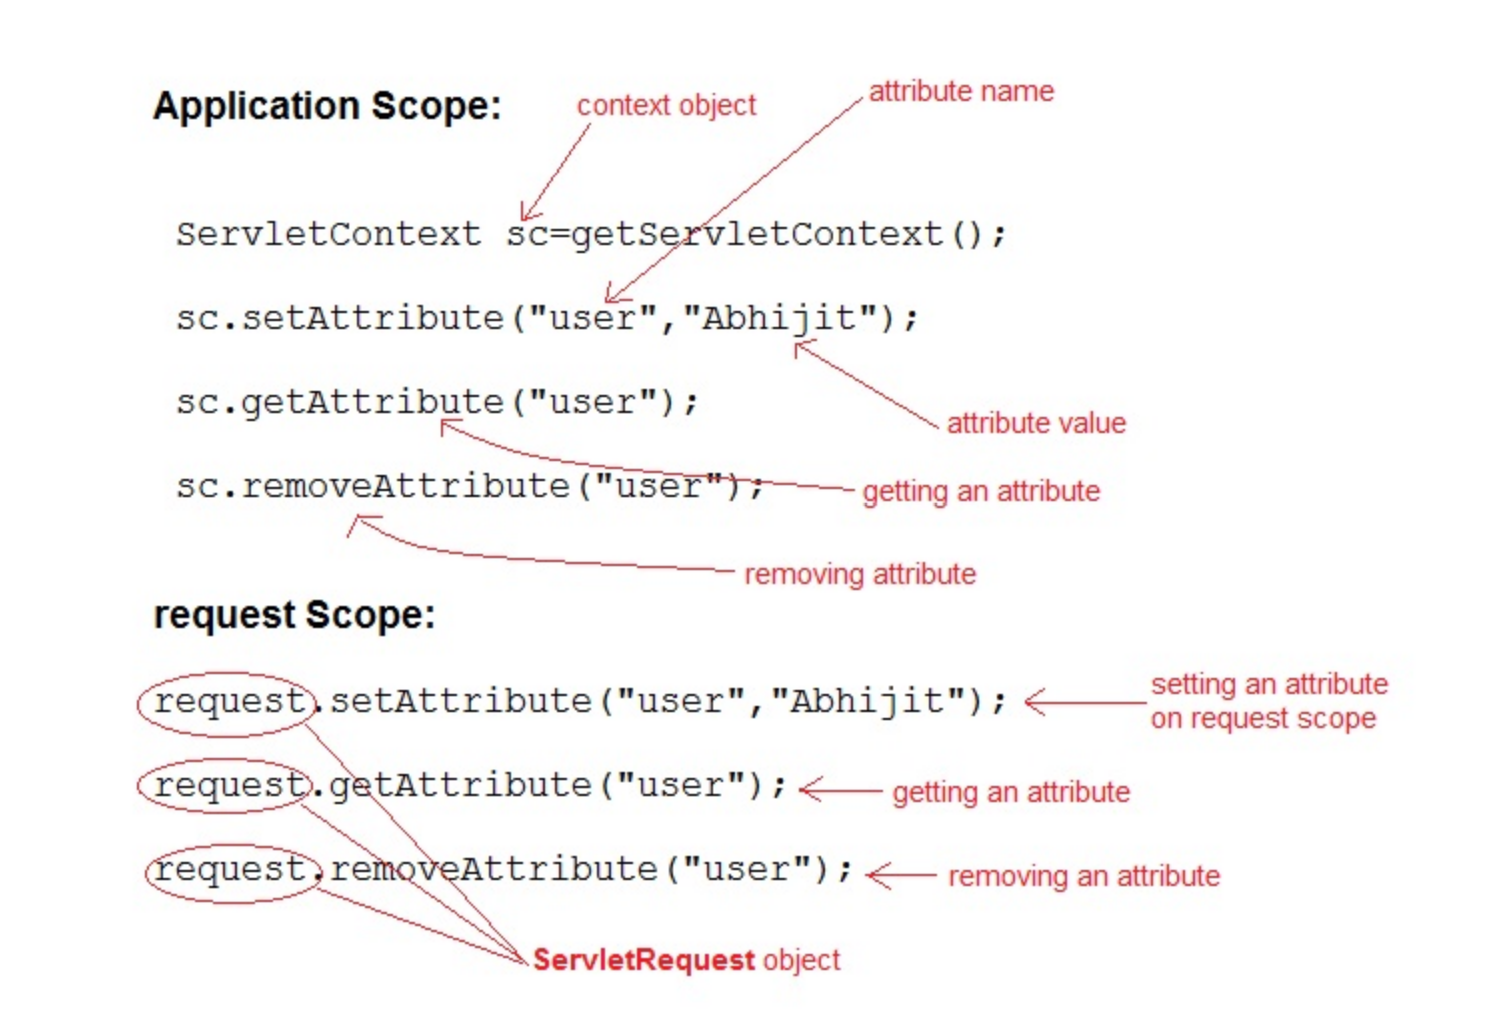 Application Scope:
context object
attribute name
ServletContext sc=getServletContext();
sc.setAttribute("user","Abhijit");
sc.getAttribute("user");
attribute value
sc.removeAttribute("user");
getting an attribute
removing attribute
request Scope:
request.setAttribute("user","Abhijit");
setting an attribute
on request scope
request.getAttribute("user");
getting an attribute
request.removeAttribute("user");
removing an attribute
ServletRequest object